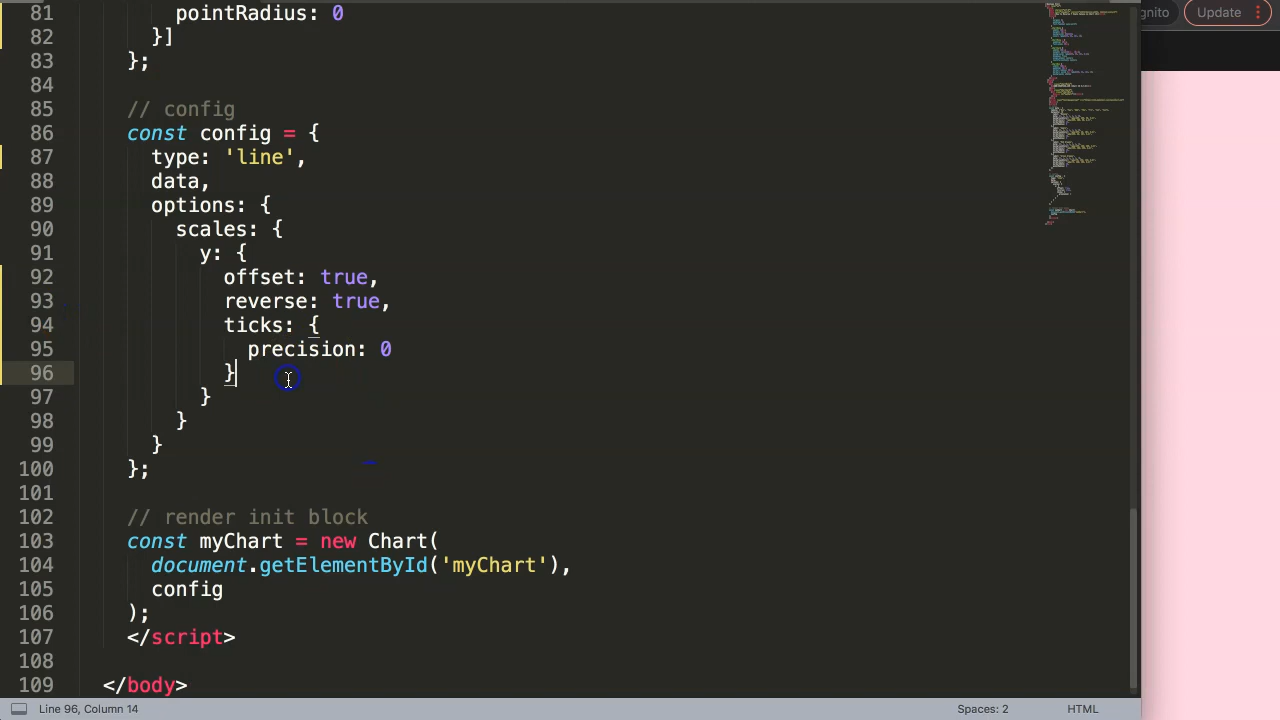 81 pointRadius: 0
82 }]
83 };
84
85 // config
86 const config = {
87 type: 'line',
88 data,
89 options: {
90 scales: {
91 y: {
92 offset: true,
93 reverse: true,
94 ticks: {
95 precision: 0
96 }
97 }
98 }
99 }
100 };
101
102 // render init block
103 const myChart = new Chart(
104 document.getElementById('myChart'),
105 config
106 );
107 </script>
108
109 </body>
Line 96, Column 14
Spaces: 2
HTML
Update